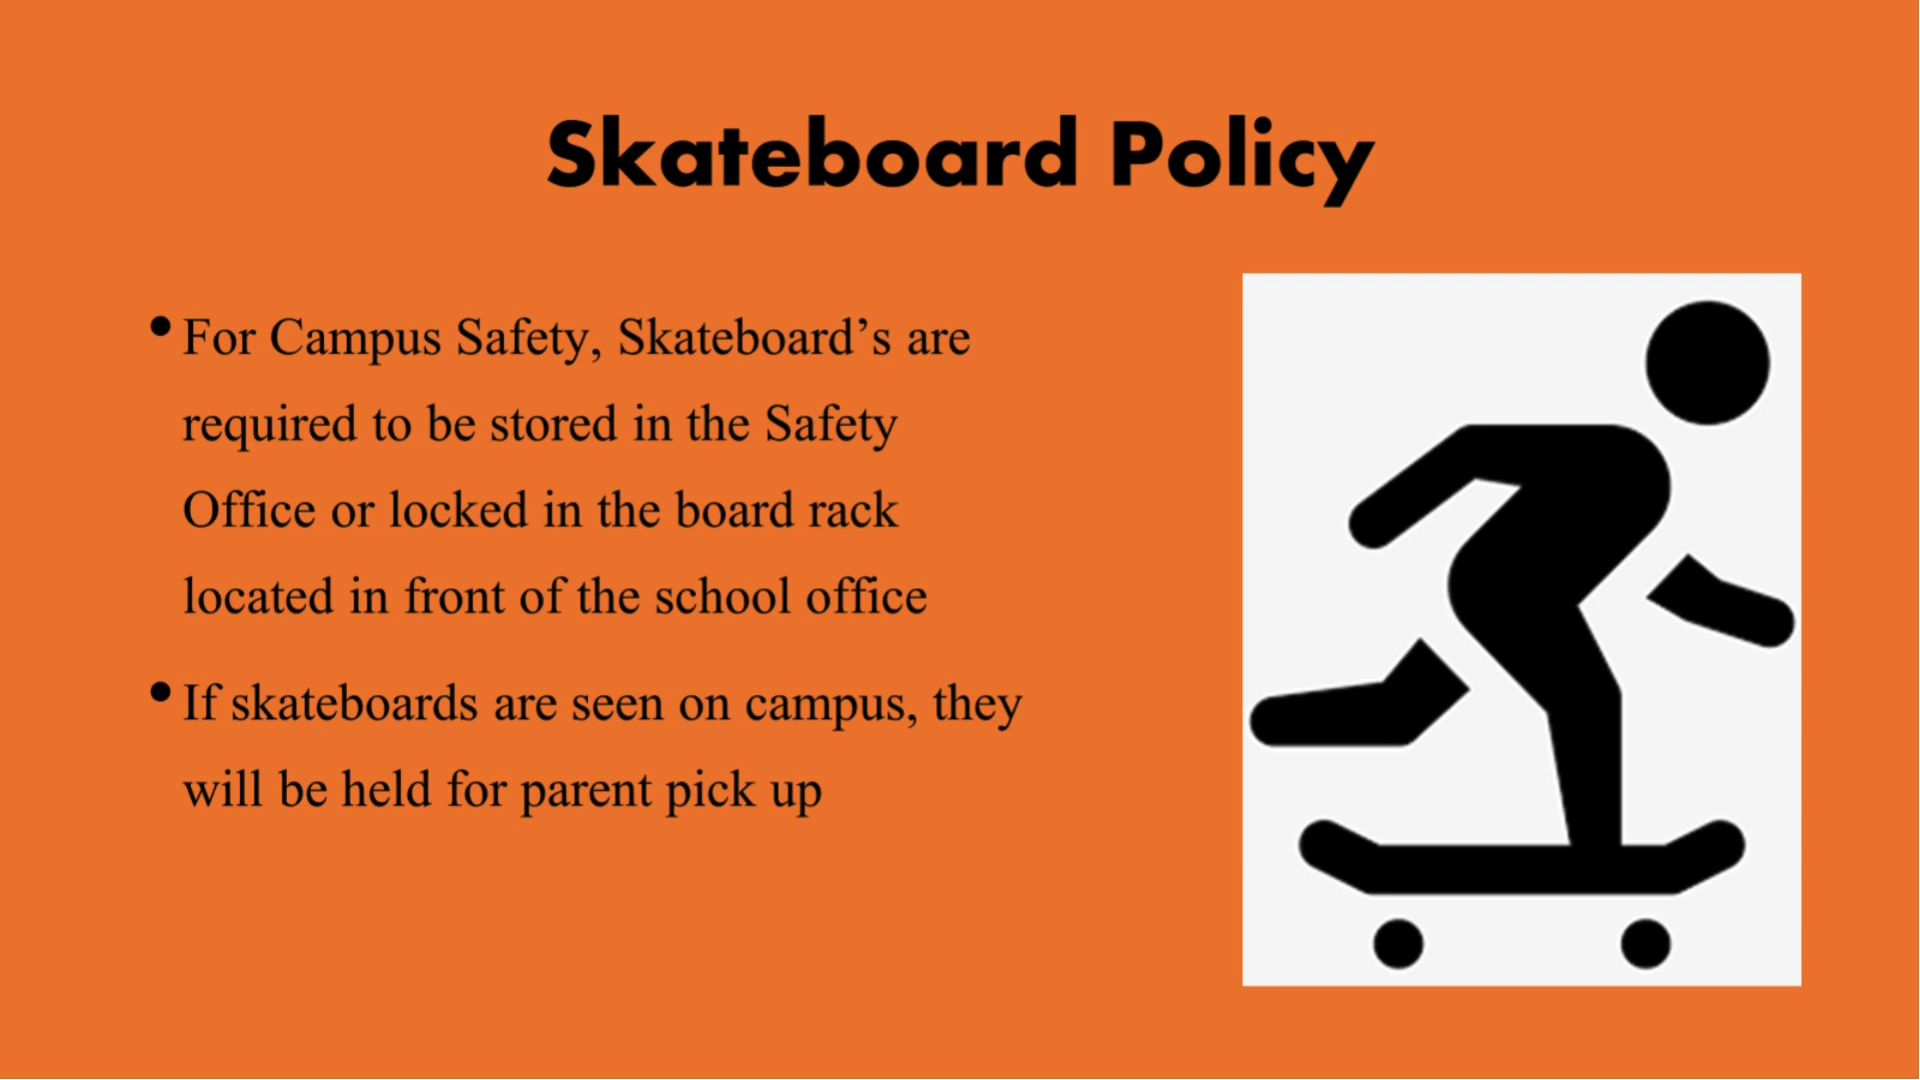 Skateboard Policy
•For Campus Safety, Skateboard’s are
required to be stored in the Safety
Office or locked in the board rack
located in front of the school office
•If skateboards are seen on campus, they
will be held for parent pick up